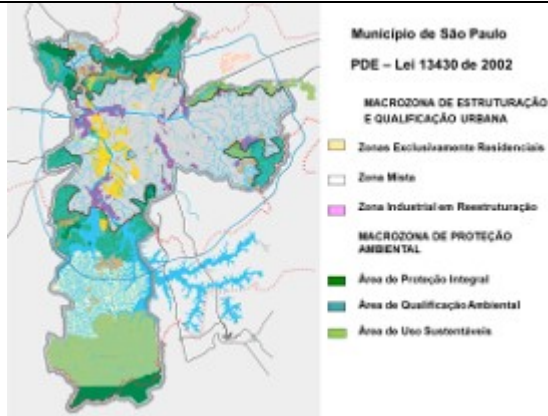 Município de São Paulo
PDE – Lei 13430 de 2002
MACROZONA DE ESTRUTURAÇÃO
E QUALIFICAÇÃO URBANA
Zonas Exclusivamente Residenciais
Zona Mista
Zona Industrial em Reestruturação
MACROZONA DE PROTEÇÃO
AMBIENTAL
Área de Proteção Integral
Área de Qualificação Ambiental
Área de Uso Sustentáveis